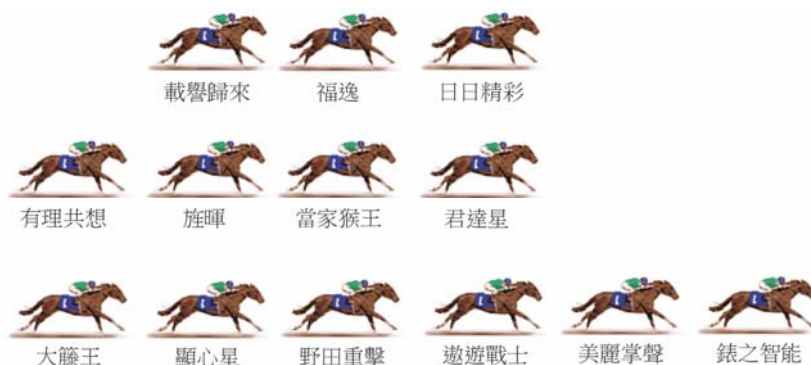 載譽歸來 福逸 日日精彩
有理共想 旌暉 當家猴王 君達星
大籐王 顯心星 野田重擊 遨遊戰士 美麗掌聲 錶之智能